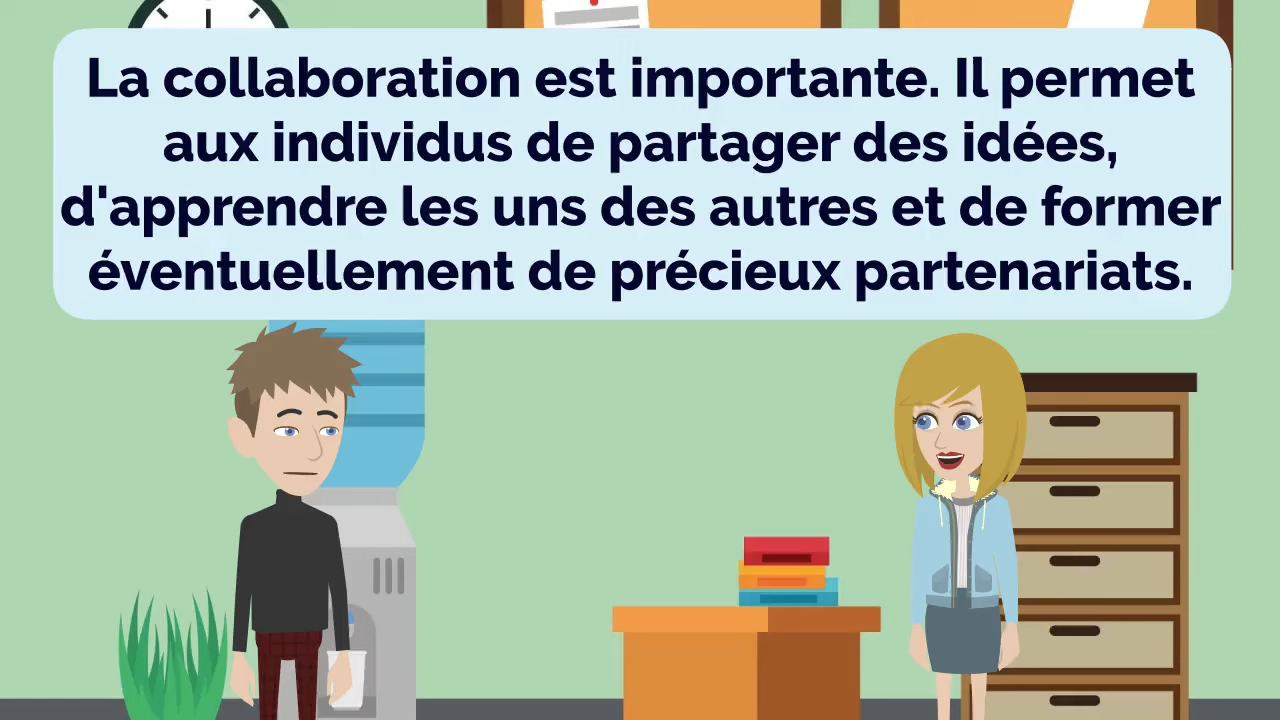 La collaboration est importante. Il permet
aux individus de partager des idées,
d'apprendre les uns des autres et de former
éventuellement de précieux partenariats.